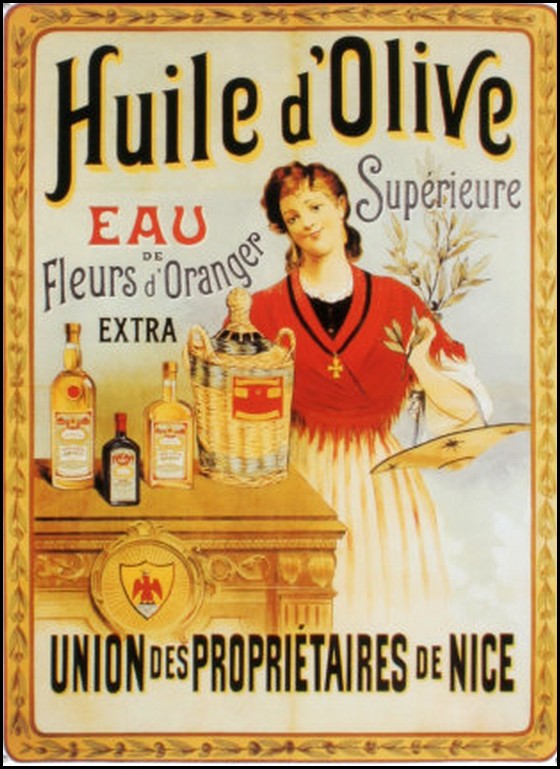 Huile d'Olive
Supérieure
EAU
DE
Fleurs d'Oranger
EXTRA
UNION DES PROPRIÉTAIRES DE NICE